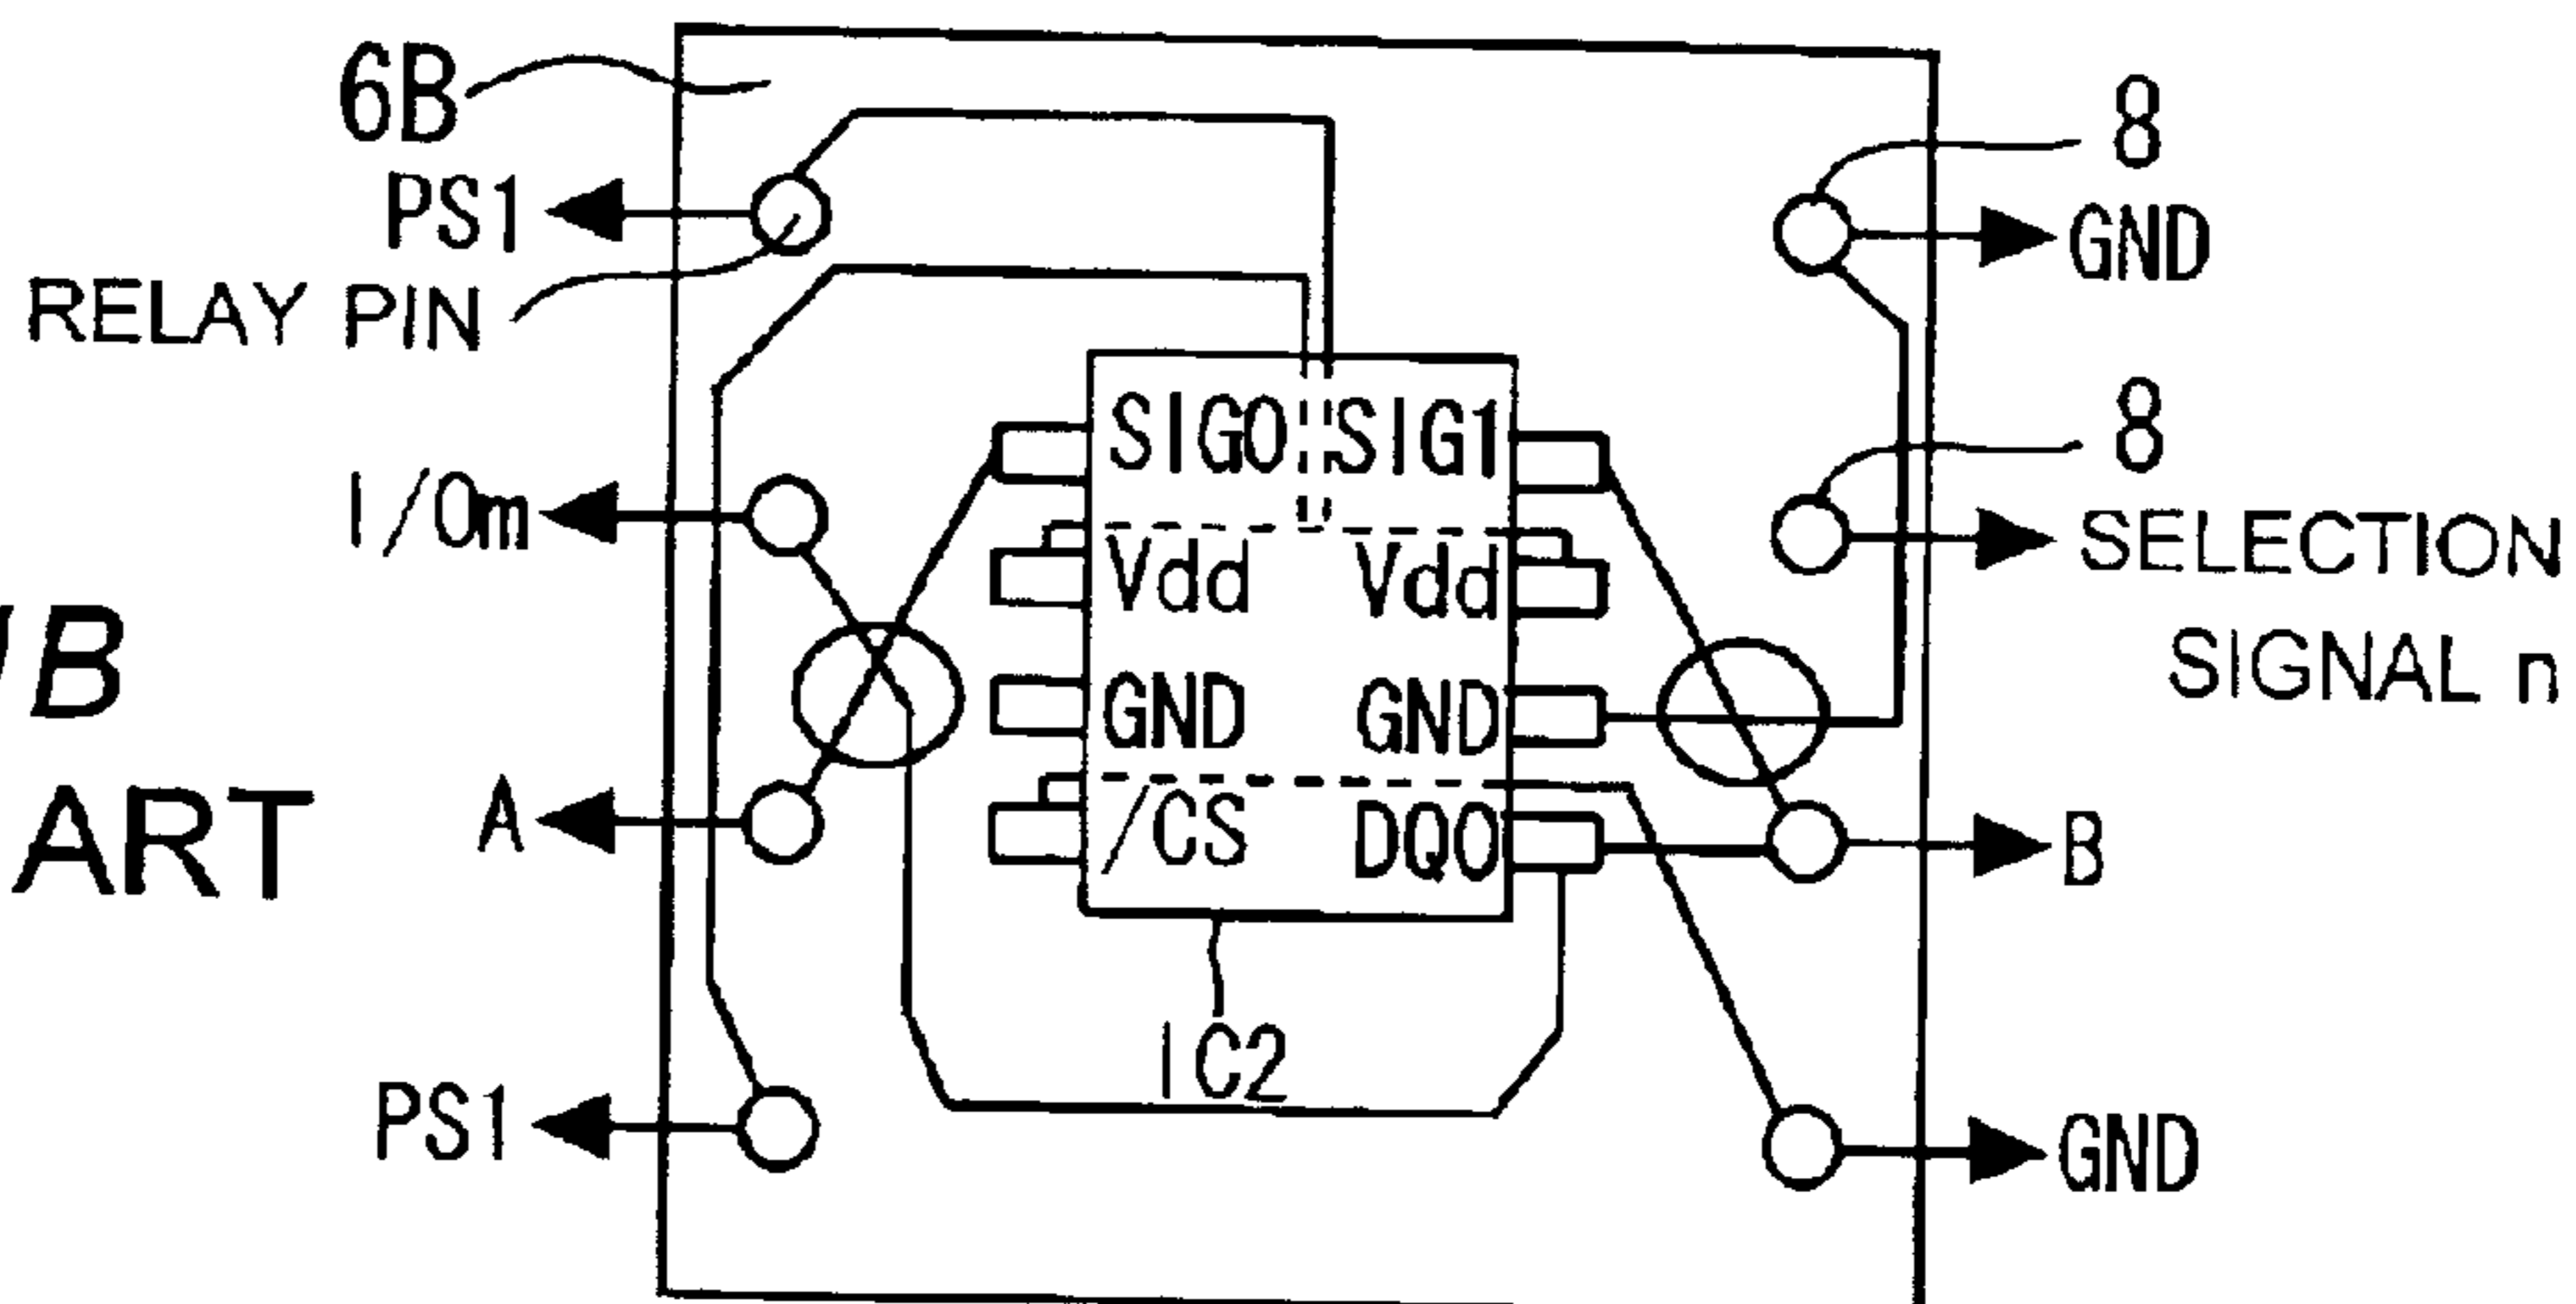 6B
8
PS1
GND
RELAY PIN
8
SIG0 SIG1
I/Om
SELECTION
SIGNAL n
Vdd Vdd
B
GND GND
ART
A
/CS DQ0
B
IC2
PS1
GND